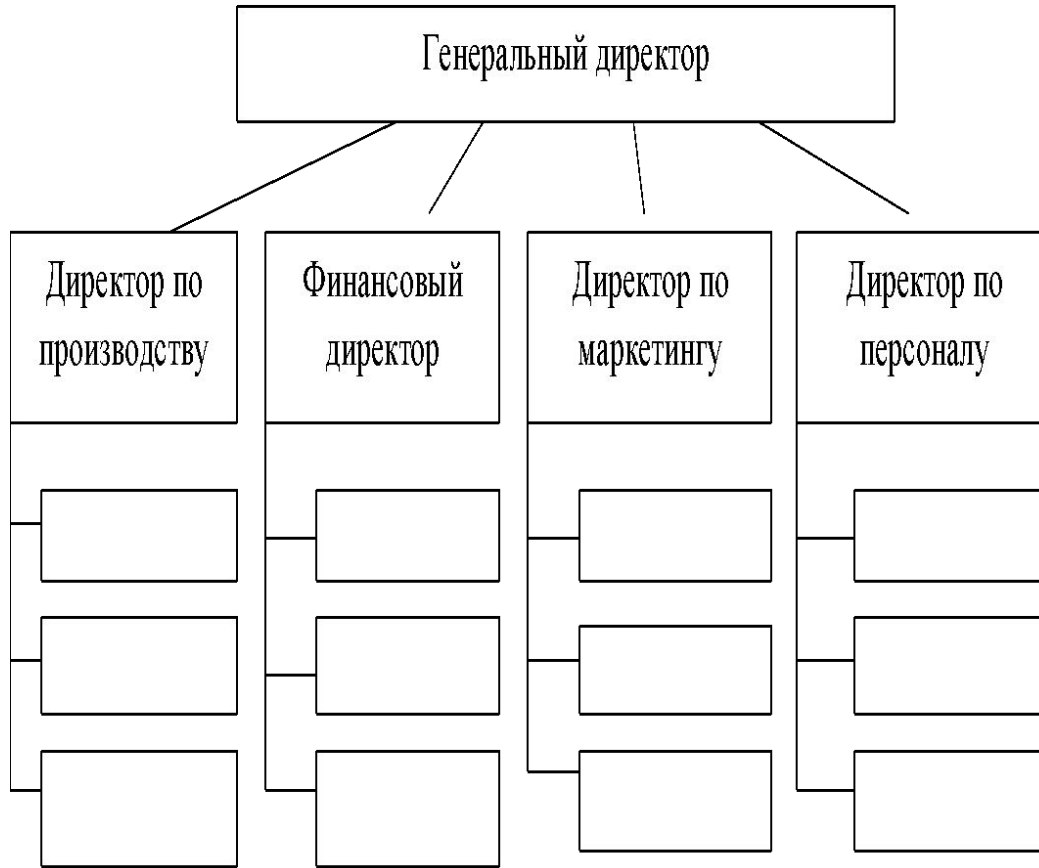 Генеральный директор
Директор по
производству
Финансовый
директор
Директор по
маркетингу
Директор по
персоналу